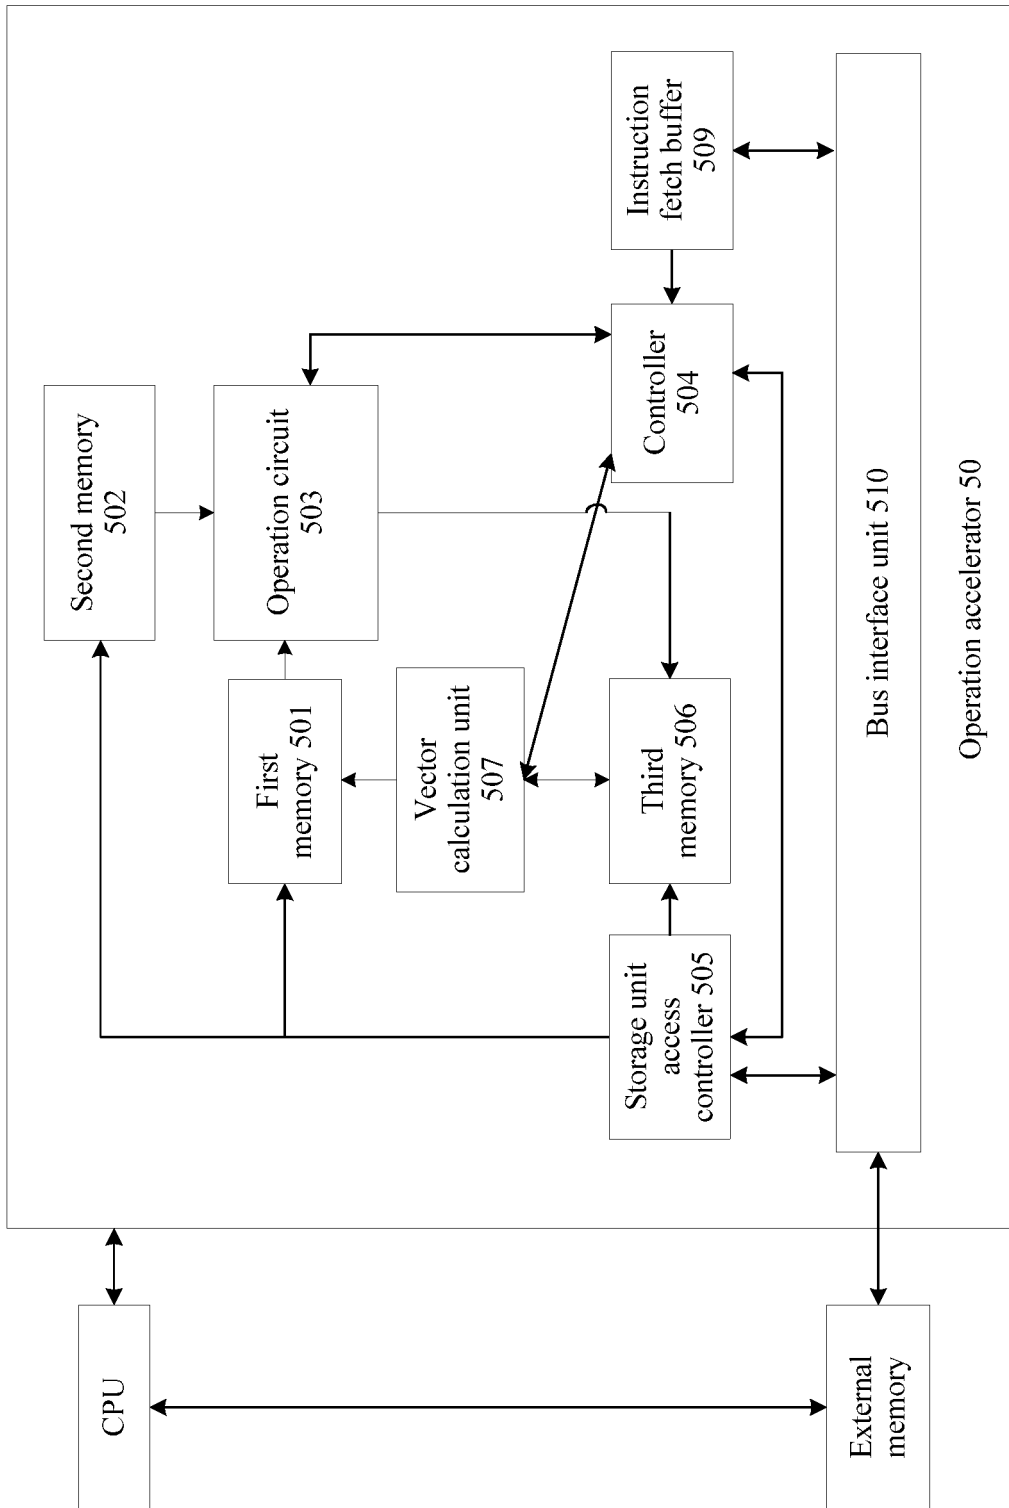 CPU
External
memory
Second memory
502
First
memory 501
Operation circuit
503
Vector
calculation unit
507
Storage unit
access
controller 505
Third
memory 506
Controller
504
Instruction
fetch buffer
509
Bus interface unit 510
Operation accelerator 50